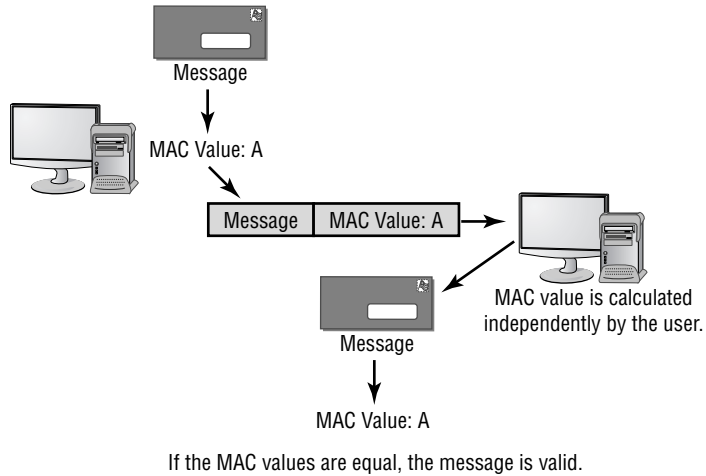 Message
MAC Value: A
Message MAC Value: A
MAC value is calculated
independently by the user.
Message
MAC Value: A
If the MAC values are equal, the message is valid.